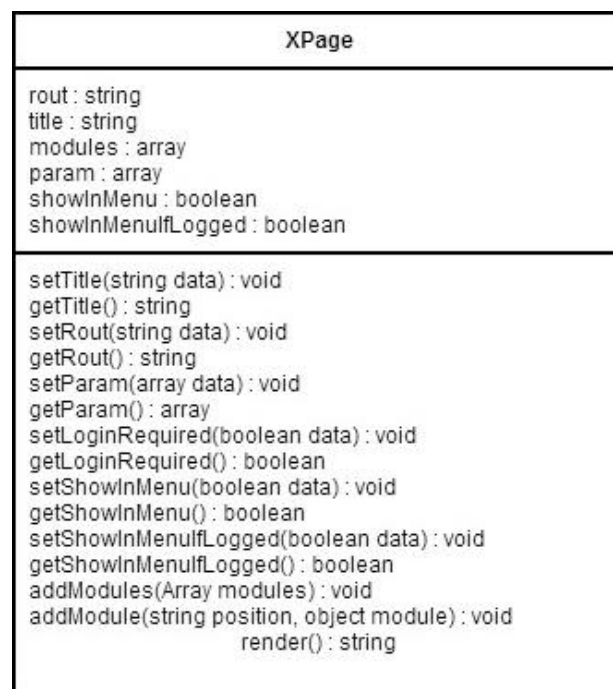 XPage
rout : string
title : string
modules : array
param : array
showInMenu : boolean
showInMenuIfLogged : boolean
setTitle(string data) : void
getTitle() : string
setRout(string data) : void
getRout() : string
setParam(array data) : void
getParam() : array
setLoginRequired(boolean data) : void
getLoginRequired() : boolean
setShowInMenu(boolean data) : void
getShowInMenu() : boolean
setShowInMenuIfLogged(boolean data) : void
getShowInMenuIfLogged() : boolean
addModules(Array modules) : void
addModule(string position, object module) : void
render() : string